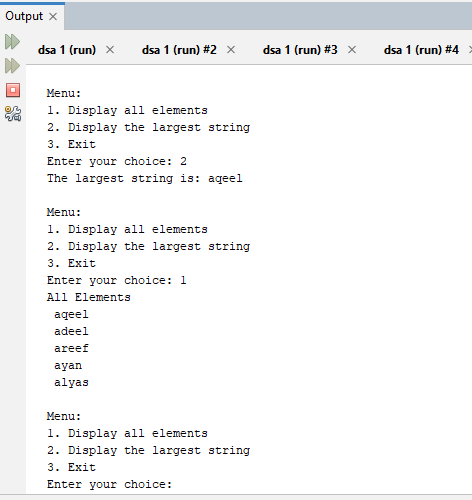 Output
dsa 1 (run) dsa 1 (run) #2 dsa 1 (run) #3 dsa 1 (run) #4
Menu:
1. Display all elements
2. Display the largest string
3. Exit
Enter your choice: 2
The largest string is: aqeel
Menu:
1. Display all elements
2. Display the largest string
3. Exit
Enter your choice: 1
All Elements
aqeel
adeel
areef
ayan
alyas
Menu:
1. Display all elements
2. Display the largest string
3. Exit
Enter your choice: